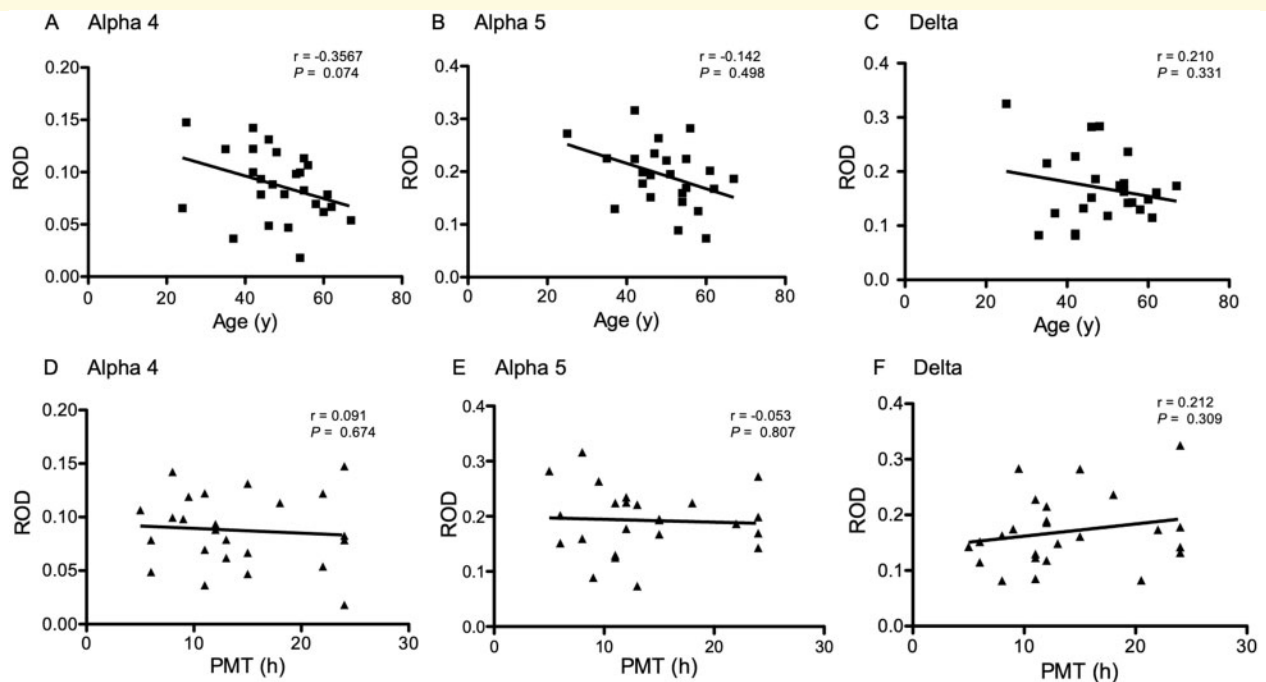 A Alpha 4
r = -0.3567
P = 0.074
0.20
0.15
0.10
0.05
0.00
ROD
0 20 40 60 80
Age (y)
B Alpha 5
r = -0.142
P = 0.498
0.4
0.3
0.2
0.1
0.0
ROD
0 20 40 60 80
Age (y)
C Delta
r = 0.210
P = 0.331
0.4
0.3
0.2
0.1
0.0
ROD
0 20 40 60 80
Age (y)
D Alpha 4
r = 0.091
P = 0.674
0.20
0.15
0.10
0.05
0.00
ROD
0 10 20 30
PMT (h)
E Alpha 5
r = -0.053
P = 0.807
0.4
0.3
0.2
0.1
0.0
ROD
0 10 20 30
PMT (h)
F Delta
r = 0.212
P = 0.309
0.4
0.3
0.2
0.1
0.0
ROD
0 10 20 30
PMT (h)